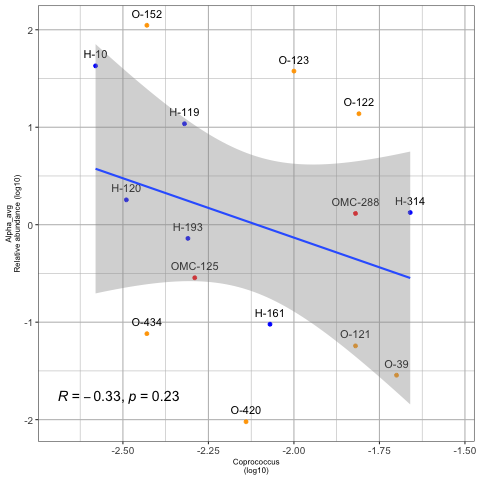 O-152
H-10
O-123
O-122
H-119
H-120
OMC-288
H-314
H-193
OMC-125
O-434
H-161
O-121
O-39
O-420
R = −0.33, p = 0.23
2
1
0
-1
-2
Alpha_avg
Relative abundance (log10)
-2.50
-2.25
-2.00
-1.75
-1.50
Coprococcus
(log10)